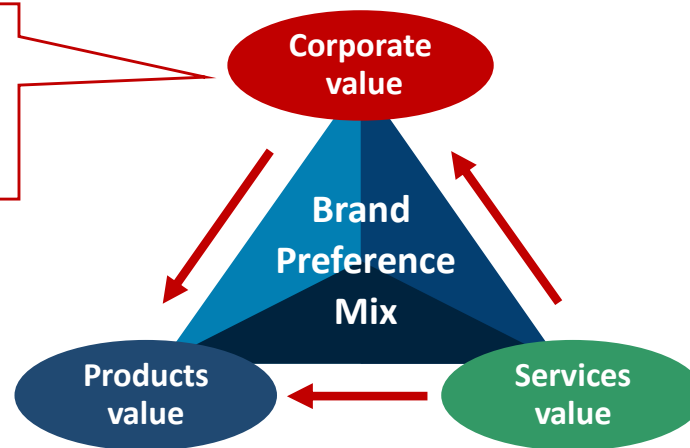 Corporate
value
Brand
Preference
Mix
Products
value
Services
value